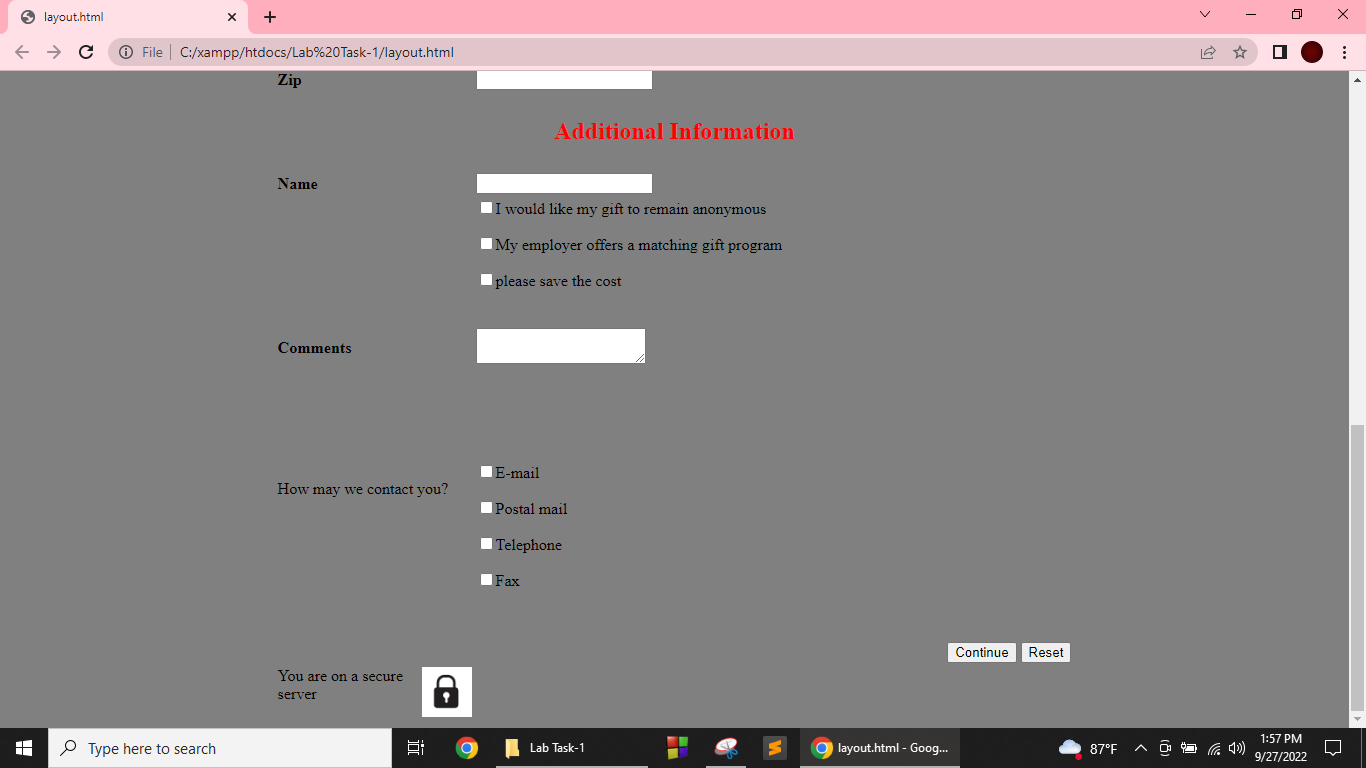 layout.html
File
C:/xampp/htdocs/Lab%20Task-1/layout.html
Zip
Additional Information
Name
I would like my gift to remain anonymous
My employer offers a matching gift program
please save the cost
Comments
E-mail
How may we contact you?
Postal mail
Telephone
Fax
Continue Reset
You are on a secure
server
Type here to search
Lab Task-1
layout.html - Goog...
87°F
1:57 PM
9/27/2022